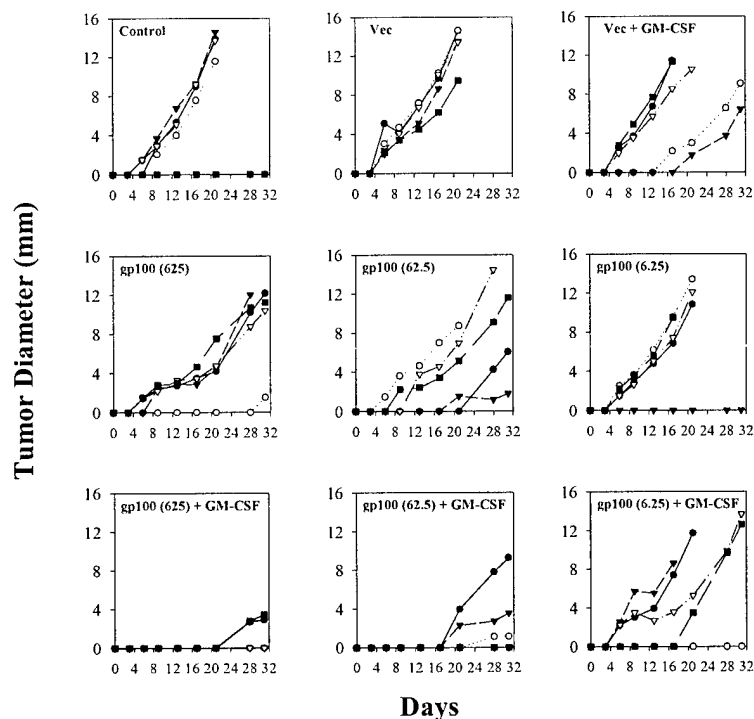 Tumor Diameter (mm)
16
12
8
4
0
Control
0 4 8 12 16 20 24 28 32
16
12
8
4
0
Vec
0 4 8 12 16 20 24 28 32
16
12
8
4
0
Vec + GM-CSF
0 4 8 12 16 20 24 28 32
16
12
8
4
0
gp100 (625)
0 4 8 12 16 20 24 28 32
16
12
8
4
0
gp100 (62.5)
0 4 8 12 16 20 24 28 32
16
12
8
4
0
gp100 (6.25)
0 4 8 12 16 20 24 28 32
16
12
8
4
0
gp100 (625) + GM-CSF
0 4 8 12 16 20 24 28 32
16
12
8
4
0
gp100 (62.5) + GM-CSF
0 4 8 12 16 20 24 28 32
16
12
8
4
0
gp100 (6.25) + GM-CSF
0 4 8 12 16 20 24 28 32
Days